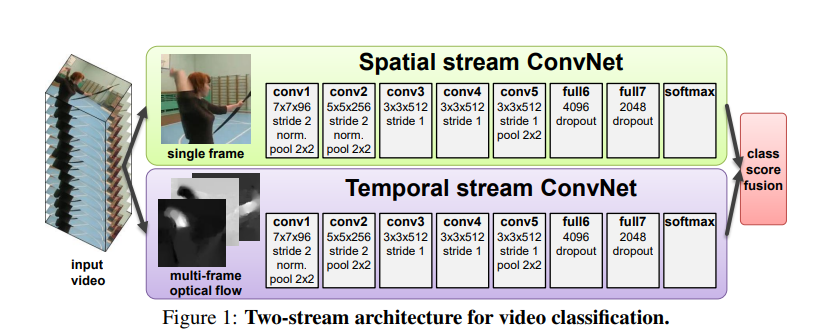 Spatial stream ConvNet
conv1
7x7x96
stride 2
norm.
pool 2x2
conv2
5x5x256
stride 2
norm.
pool 2x2
conv3
3x3x512
stride 1
conv4
3x3x512
stride 1
conv5
3x3x512
stride 1
pool 2x2
full6
4096
dropout
full7
2048
dropout
softmax
single frame
Temporal stream ConvNet
conv1
7x7x96
stride 2
norm.
pool 2x2
conv2
5x5x256
stride 2
pool 2x2
conv3
3x3x512
stride 1
conv4
3x3x512
stride 1
conv5
3x3x512
stride 1
pool 2x2
full6
4096
dropout
full7
2048
dropout
softmax
multi-frame
optical flow
input
video
class
score
fusion
Figure 1: Two-stream architecture for video classification.